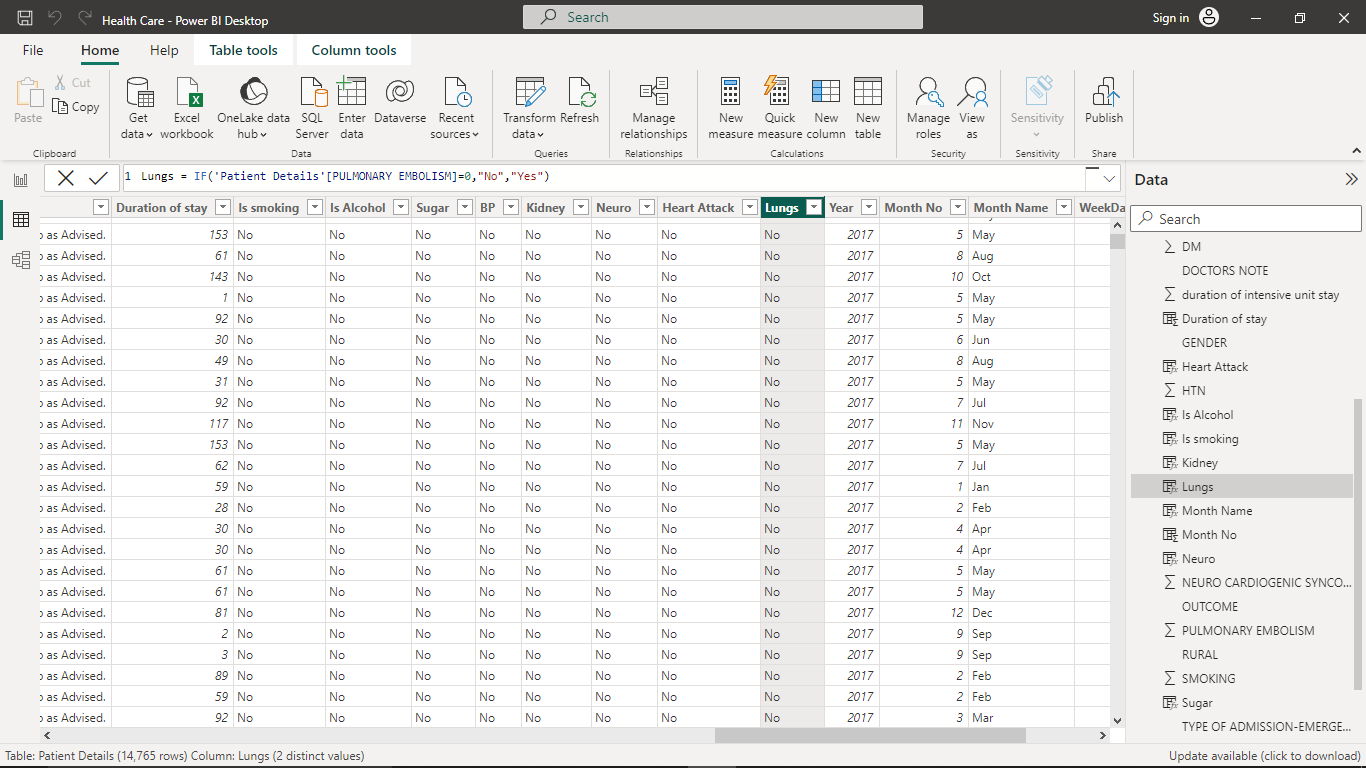 Health Care - Power BI Desktop
Search
Sign in
File Home Help Table tools Column tools
Paste
Cut
Copy
Get data
Excel workbook
OneLake data hub
SQL Server
Enter data
Dataverse
Recent sources
Transform data
Refresh
Manage relationships
New measure
Quick measure
New column
New table
Manage roles
View as
Sensitivity
Publish
Clipboard Data Queries Relationships Calculations Security Sensitivity Share
1 Lungs = IF('Patient Details'[PULMONARY EMBOLISM]=0,"No","Yes")
Duration of stay Is smoking Is Alcohol Sugar BP Kidney Neuro Heart Attack Lungs Year Month No Month Name WeekDa
as Advised. 153 No No No No No No No No 2017 5 May
as Advised. 61 No No No No No No No No 2017 8 Aug
as Advised. 143 No No No No No No No No 2017 10 Oct
as Advised. 1 No No No No No No No No 2017 5 May
as Advised. 92 No No No No No No No No 2017 5 May
as Advised. 30 No No No No No No No No 2017 6 Jun
as Advised. 49 No No No No No No No No 2017 8 Aug
as Advised. 31 No No No No No No No No 2017 5 May
as Advised. 92 No No No No No No No No 2017 7 Jul
as Advised. 117 No No No No No No No No 2017 11 Nov
as Advised. 153 No No No No No No No No 2017 5 May
as Advised. 62 No No No No No No No No 2017 7 Jul
as Advised. 59 No No No No No No No No 2017 1 Jan
as Advised. 28 No No No No No No No No 2017 2 Feb
as Advised. 30 No No No No No No No No 2017 4 Apr
as Advised. 30 No No No No No No No No 2017 4 Apr
as Advised. 61 No No No No No No No No 2017 5 May
as Advised. 61 No No No No No No No No 2017 5 May
as Advised. 81 No No No No No No No No 2017 12 Dec
as Advised. 2 No No No No No No No No 2017 9 Sep
as Advised. 3 No No No No No No No No 2017 9 Sep
as Advised. 89 No No No No No No No No 2017 2 Feb
as Advised. 59 No No No No No No No No 2017 2 Feb
as Advised. 92 No No No No No No No No 2017 3 Mar
Data
Search
DM
DOCTORS NOTE
duration of intensive unit stay
Duration of stay
GENDER
Heart Attack
HTN
Is Alcohol
Is smoking
Kidney
Lungs
Month Name
Month No
Neuro
NEURO CARDIOGENIC SYNCO...
OUTCOME
PULMONARY EMBOLISM
RURAL
SMOKING
Sugar
TYPE OF ADMISSION-EMERGE...
Table: Patient Details (14,765 rows) Column: Lungs (2 distinct values)
Update available (click to download)